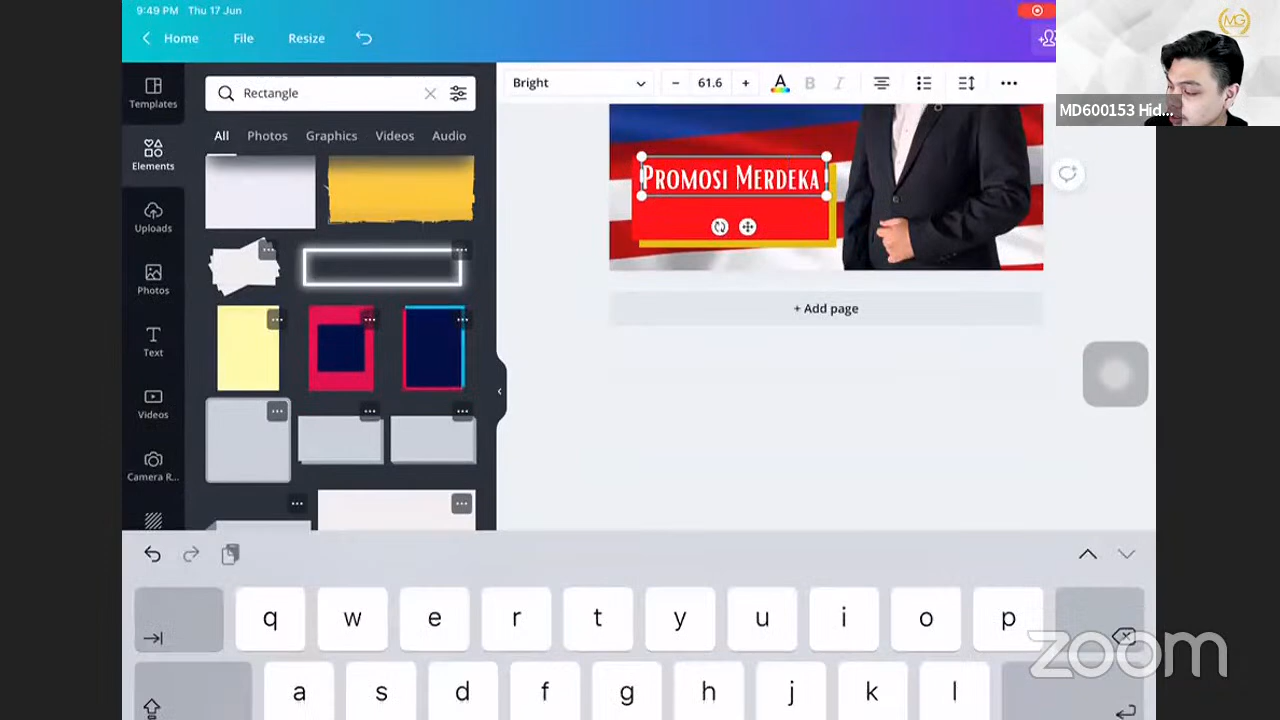 9:49 PM Thu 17 Jun
Home File Resize
MG
MD600153 Hid...
Templates
Elements
Uploads
Photos
Text
Videos
Camera R...
Rectangle
All Photos Graphics Videos Audio
Bright
− 61.6 +
A B I
PROMOSI MERDEKA
+ Add page
q w e r t y u i o p
a s d f g h j k l
zoom